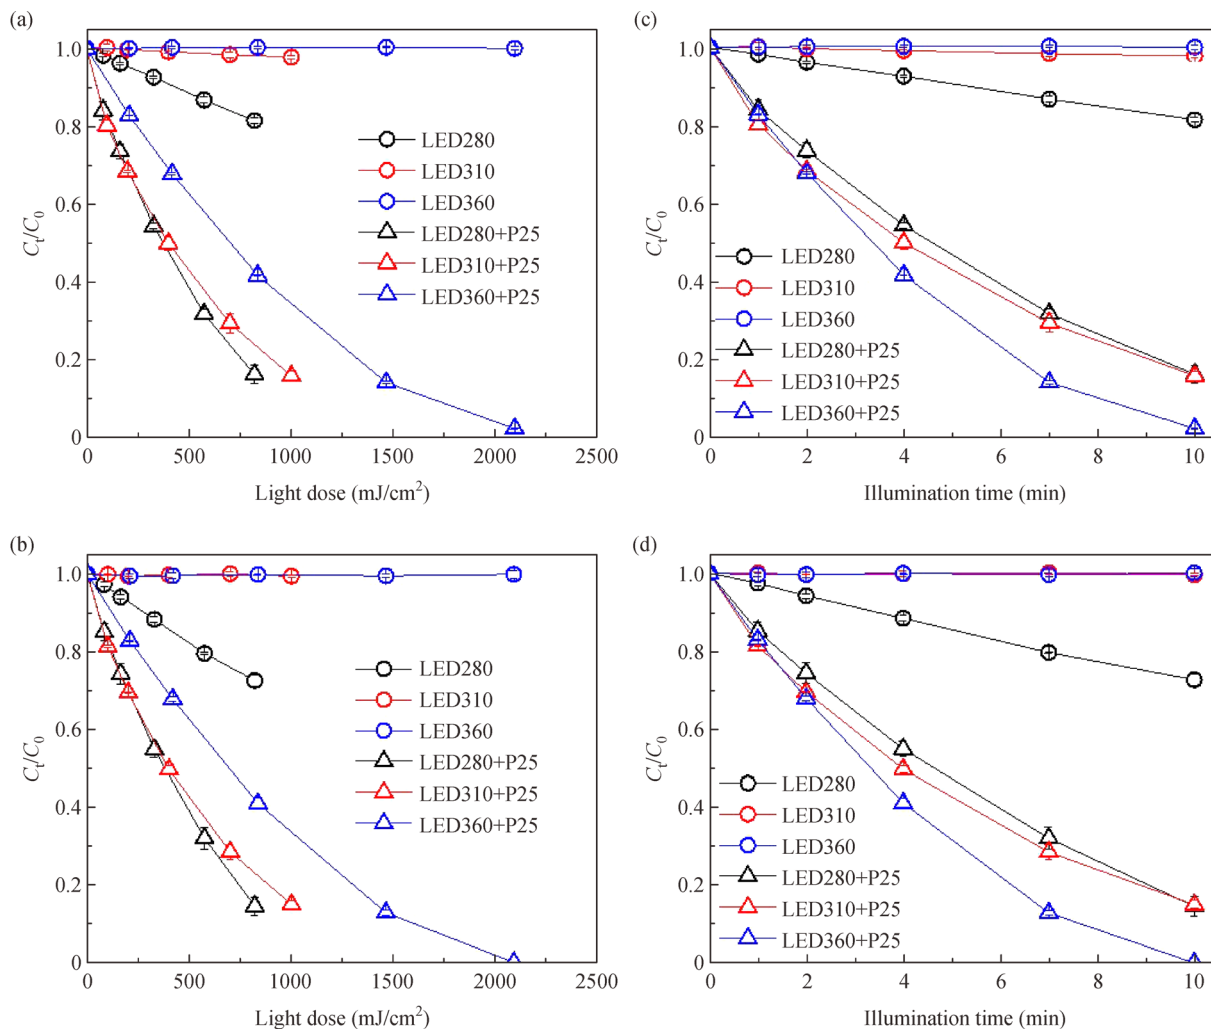 (a)
1.0
0.8
0.6
0.4
0.2
0
Cₜ/C₀
LED280
LED310
LED360
LED280+P25
LED310+P25
LED360+P25
0 500 1000 1500 2000 2500
Light dose (mJ/cm²)
(c)
1.0
0.8
0.6
0.4
0.2
0
Cₜ/C₀
LED280
LED310
LED360
LED280+P25
LED310+P25
LED360+P25
0 2 4 6 8 10
Illumination time (min)
(b)
1.0
0.8
0.6
0.4
0.2
0
Cₜ/C₀
LED280
LED310
LED360
LED280+P25
LED310+P25
LED360+P25
0 500 1000 1500 2000 2500
Light dose (mJ/cm²)
(d)
1.0
0.8
0.6
0.4
0.2
0
Cₜ/C₀
LED280
LED310
LED360
LED280+P25
LED310+P25
LED360+P25
0 2 4 6 8 10
Illumination time (min)